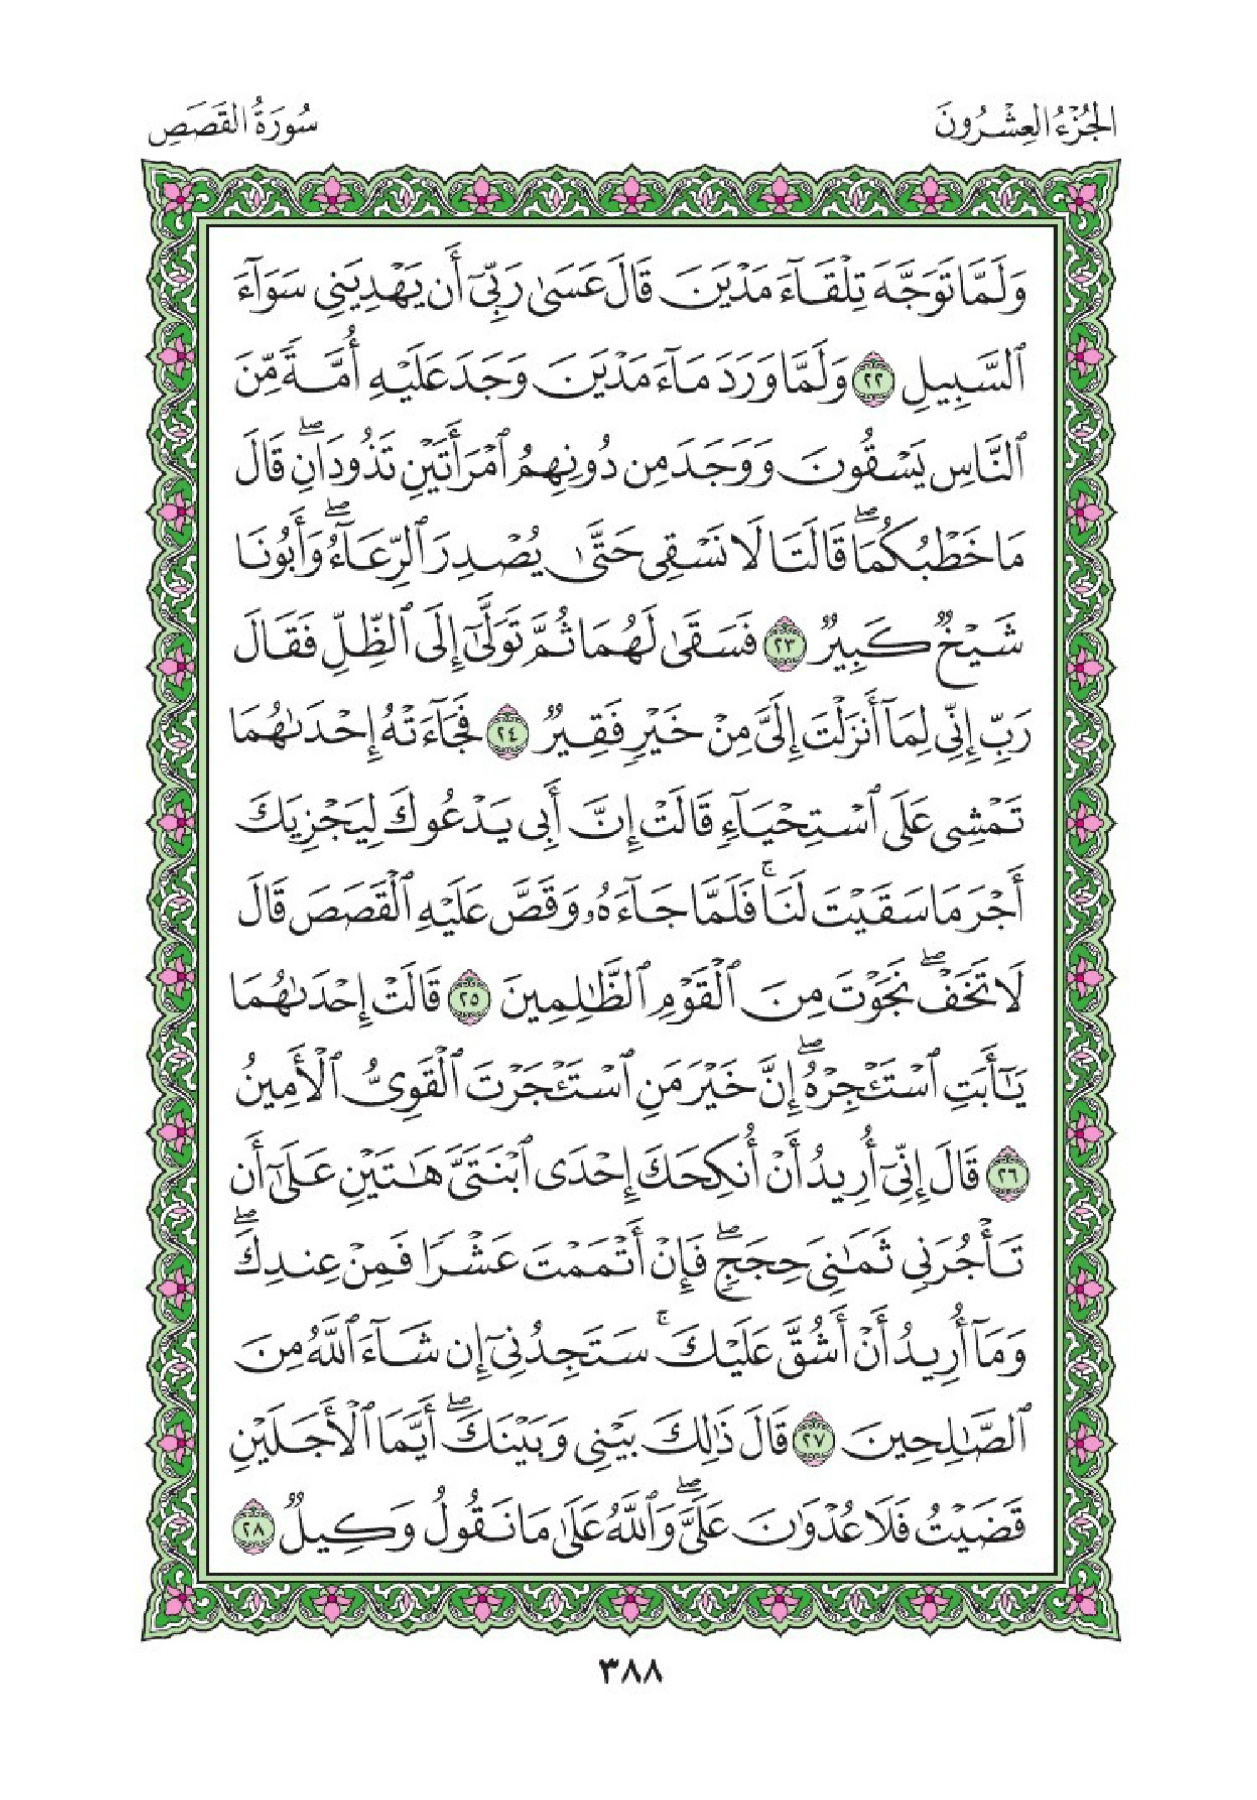 الجُزْءُ العِشْرُونَ
سُورَةُ القَصَصِ
وَلَمَّا تَوَجَّهَ تِلْقَآءَ مَدْيَنَ قَالَ عَسَىٰ رَبِّىٓ أَن يَهْدِيَنِى سَوَآءَ
ٱلسَّبِيلِ ٢٢ وَلَمَّا وَرَدَ مَآءَ مَدْيَنَ وَجَدَ عَلَيْهِ أُمَّةً مِّنَ
ٱلنَّاسِ يَسْقُونَ وَوَجَدَ مِن دُونِهِمُ ٱمْرَأَتَيْنِ تَذُودَانِۖ قَالَ
مَا خَطْبُكُمَاۖ قَالَتَا لَا نَسْقِى حَتَّىٰ يُصْدِرَ ٱلرِّعَآءُۖ وَأَبُونَا
شَيْخٌ كَبِيرٌ ٢٣ فَسَقَىٰ لَهُمَا ثُمَّ تَوَلَّىٰٓ إِلَى ٱلظِّلِّ فَقَالَ
رَبِّ إِنِّى لِمَآ أَنزَلْتَ إِلَىَّ مِنْ خَيْرٍ فَقِيرٌ ٢٤ فَجَآءَتْهُ إِحْدَىٰهُمَا
تَمْشِى عَلَى ٱسْتِحْيَآءٍ قَالَتْ إِنَّ أَبِى يَدْعُوكَ لِيَجْزِيَكَ
أَجْرَ مَا سَقَيْتَ لَنَاۚ فَلَمَّا جَآءَهُۥ وَقَصَّ عَلَيْهِ ٱلْقَصَصَ قَالَ
لَا تَخَفْۖ نَجَوْتَ مِنَ ٱلْقَوْمِ ٱلظَّٰلِمِينَ ٢٥ قَالَتْ إِحْدَىٰهُمَا
يَٰٓأَبَتِ ٱسْتَـْٔجِرْهُۖ إِنَّ خَيْرَ مَنِ ٱسْتَـْٔجَرْتَ ٱلْقَوِىُّ ٱلْأَمِينُ
٢٦ قَالَ إِنِّىٓ أُرِيدُ أَنْ أُنكِحَكَ إِحْدَى ٱبْنَتَىَّ هَٰتَيْنِ عَلَىٰٓ أَن
تَأْجُرَنِى ثَمَٰنِىَ حِجَجٍۖ فَإِنْ أَتْمَمْتَ عَشْرًا فَمِنْ عِندِكَۖ
وَمَآ أُرِيدُ أَنْ أَشُقَّ عَلَيْكَۚ سَتَجِدُنِىٓ إِن شَآءَ ٱللَّهُ مِنَ
ٱلصَّٰلِحِينَ ٢٧ قَالَ ذَٰلِكَ بَيْنِى وَبَيْنَكَۖ أَيَّمَا ٱلْأَجَلَيْنِ
قَضَيْتُ فَلَا عُدْوَٰنَ عَلَىَّۖ وَٱللَّهُ عَلَىٰ مَا نَقُولُ وَكِيلٌ ٢٨
٣٨٨